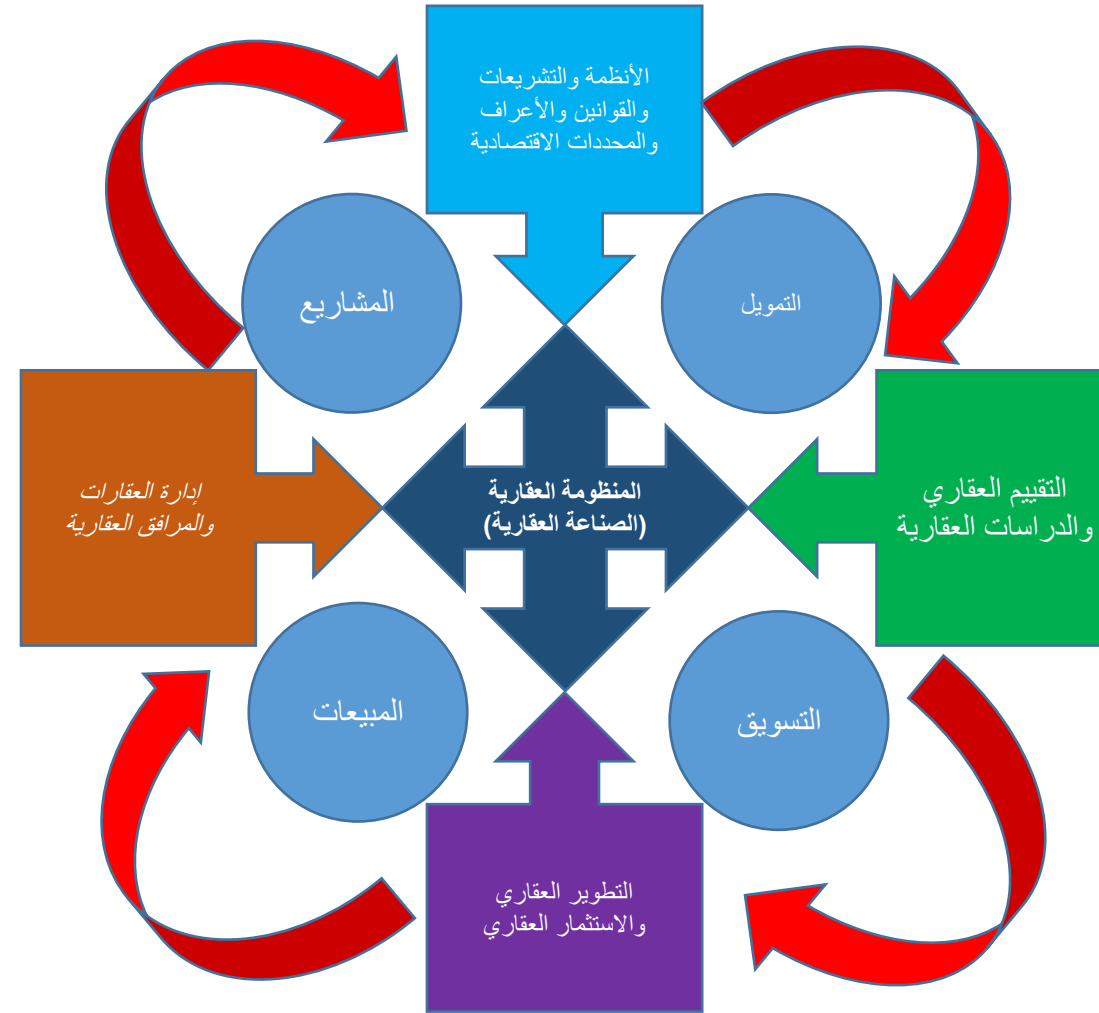 الأنظمة والتشريعات
والقوانين والأعراف
والمحددات الاقتصادية
التمويل
المشاريع
التقييم العقاري
والدراسات العقارية
المنظومة العقارية
(الصناعة العقارية)
إدارة العقارات
والمرافق العقارية
التسويق
المبيعات
التطوير العقاري
والاستثمار العقاري